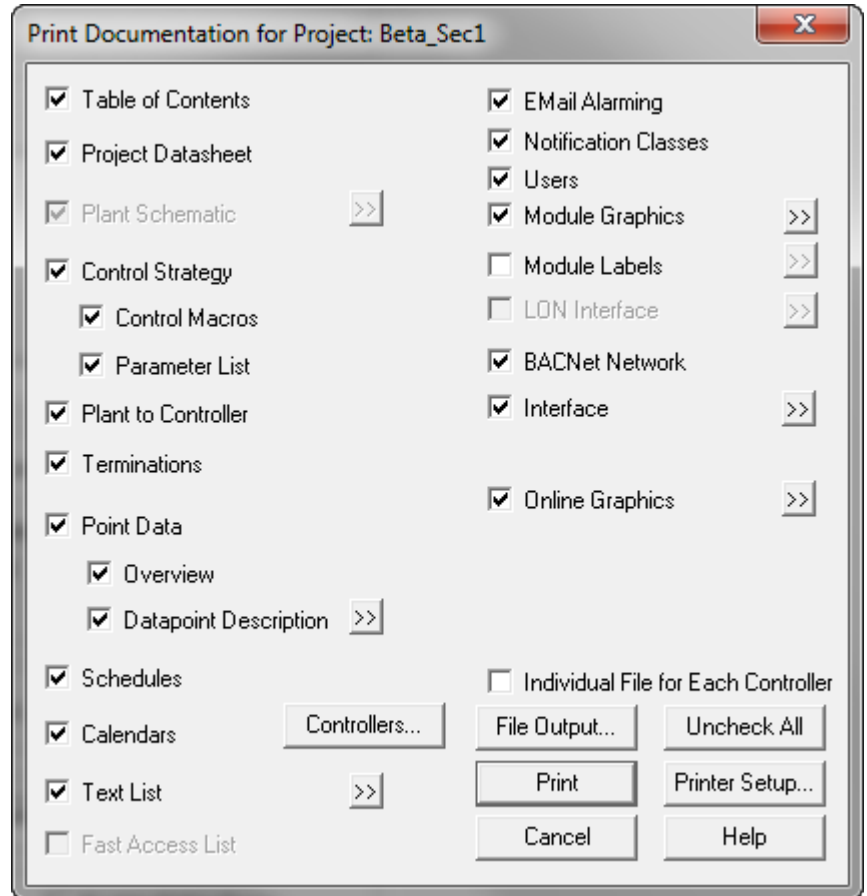 Print Documentation for Project: Beta_Sec1
x
Table of Contents
Project Datasheet
Plant Schematic >>
Control Strategy
Control Macros
Parameter List
Plant to Controller
Terminations
Point Data
Overview
Datapoint Description >>
Schedules
Calendars
Controllers...
Text List >>
Fast Access List
EMail Alarming
Notification Classes
Users
Module Graphics >>
Module Labels >>
LON Interface >>
BACNet Network
Interface >>
Online Graphics >>
Individual File for Each Controller
File Output... Uncheck All
Print Printer Setup...
Cancel Help